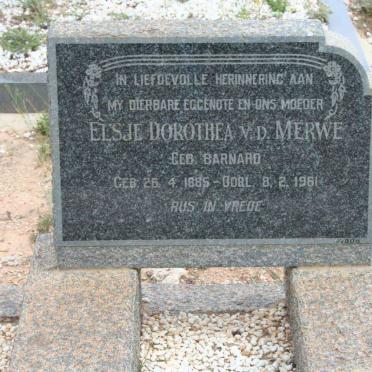 IN LIEFDEVOLLE HERINNERING AAN
MY DIERBARE EGGENOTE EN ONS MOEDER
ELSJE DOROTHEA V.D. MERWE
GEB. BARNARD
GEB. 26. 4. 1885 – OORL. 8. 2. 1961
RUS IN VREDE